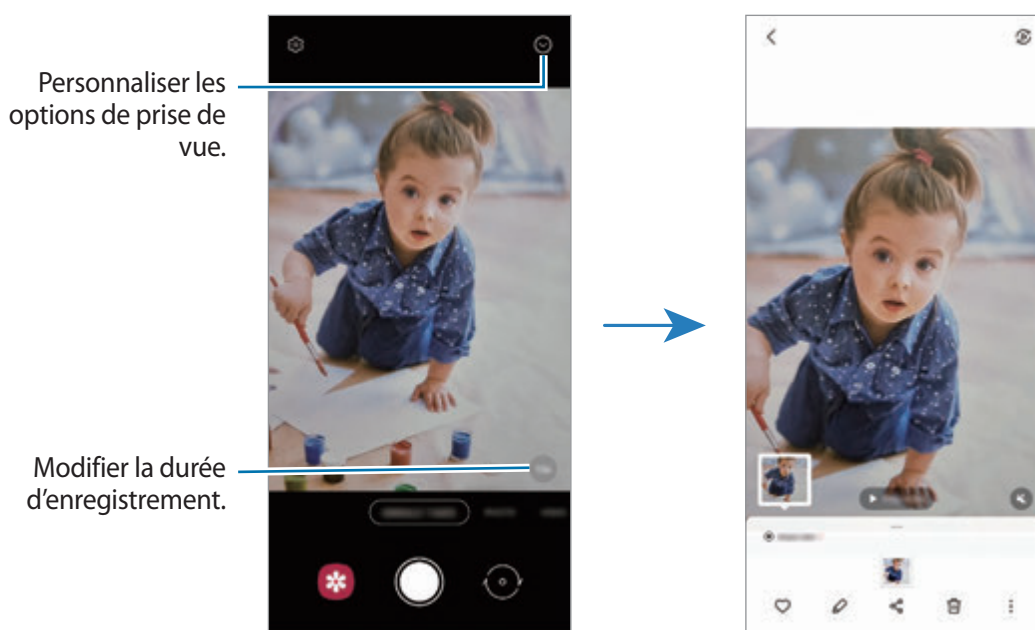 Personnaliser les
options de prise de
vue.
Modifier la durée
d’enregistrement.